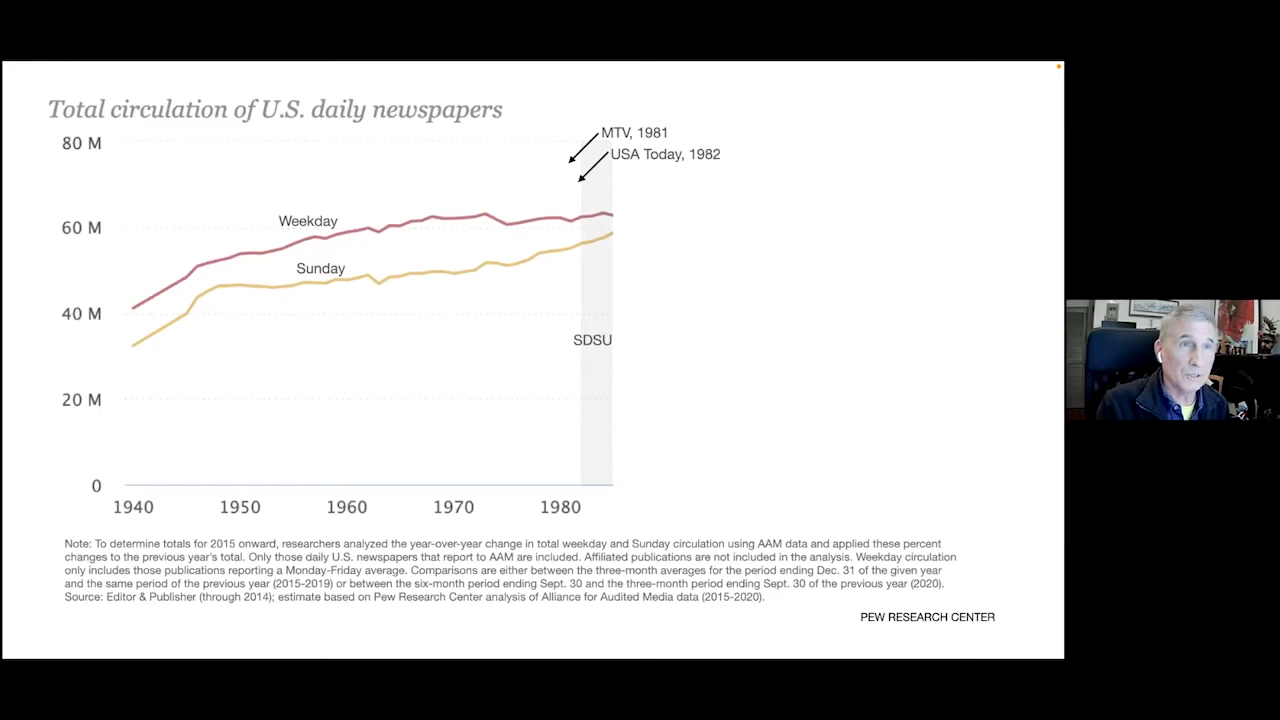 Total circulation of U.S. daily newspapers
MTV, 1981
80 M
USA Today, 1982
Weekday
60 M
Sunday
40 M
SDSU
20 M
0
1940 1950 1960 1970 1980
Note: To determine totals for 2015 onward, researchers analyzed the year-over-year change in total weekday and Sunday circulation using AAM data and applied these percent
changes to the previous year's total. Only those daily U.S. newspapers that report to AAM are included. Affiliated publications are not included in the analysis. Weekday circulation
only includes those publications reporting a Monday-Friday average. Comparisons are either between the three-month averages for the period ending Dec. 31 of the given year
and the same period of the previous year (2015-2019) or between the six-month period ending Sept. 30 and the three-month period ending Sept. 30 of the previous year (2020).
Source: Editor & Publisher (through 2014); estimate based on Pew Research Center analysis of Alliance for Audited Media data (2015-2020).
PEW RESEARCH CENTER